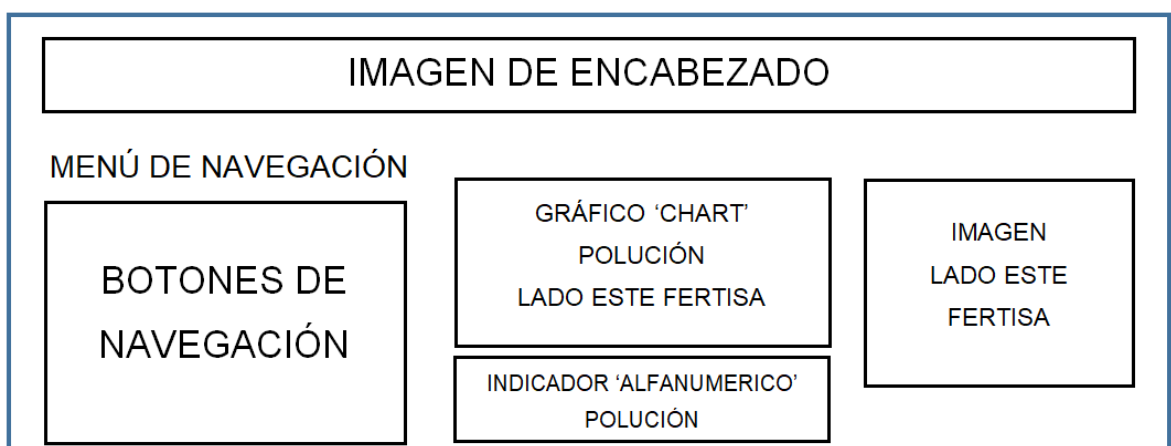 IMAGEN DE ENCABEZADO
MENÚ DE NAVEGACIÓN
BOTONES DE
NAVEGACIÓN
GRÁFICO ‘CHART’
POLUCIÓN
LADO ESTE FERTISA
INDICADOR ‘ALFANUMERICO’
POLUCIÓN
IMAGEN
LADO ESTE
FERTISA